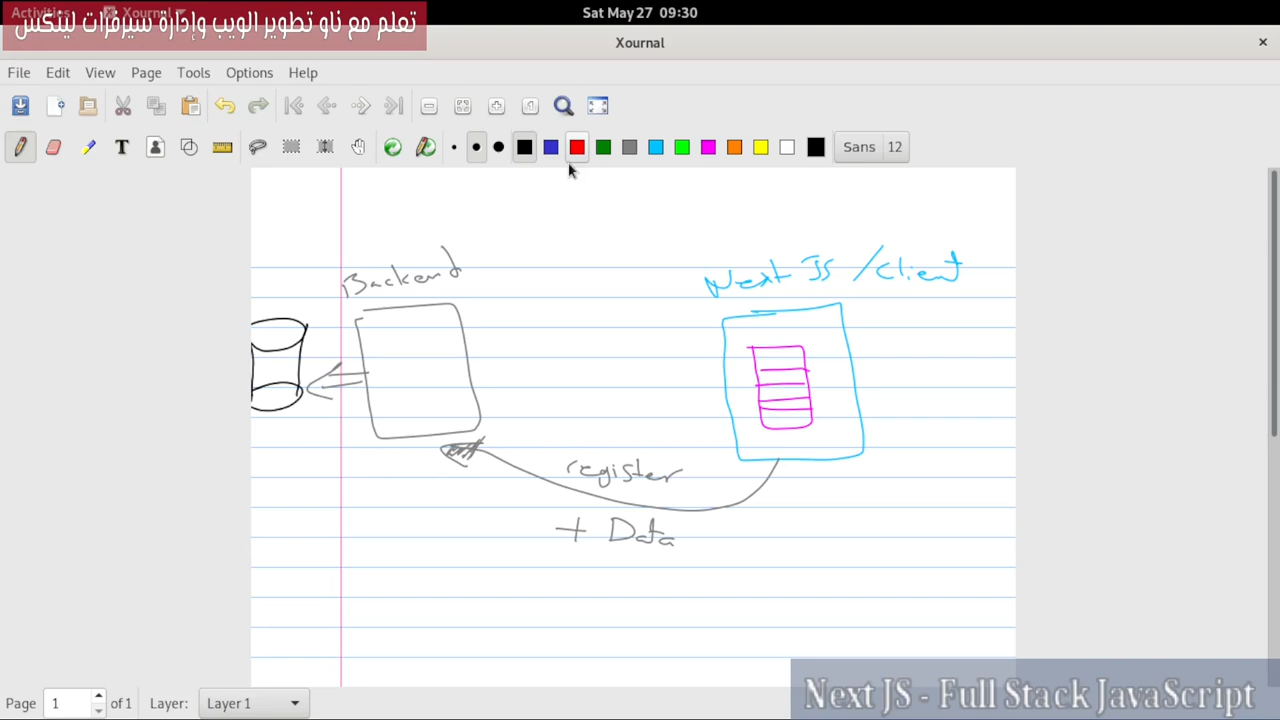 Activities Xournal Sat May 27 09:30
تعلم مع ناو تطوير الويب وإدارة سيرفرات لينكس
Xournal
File Edit View Page Tools Options Help
T Sans 12
Backend Next JS / Client
register
+ Data
Page 1 of 1 Layer: Layer 1
Next JS - Full Stack JavaScript